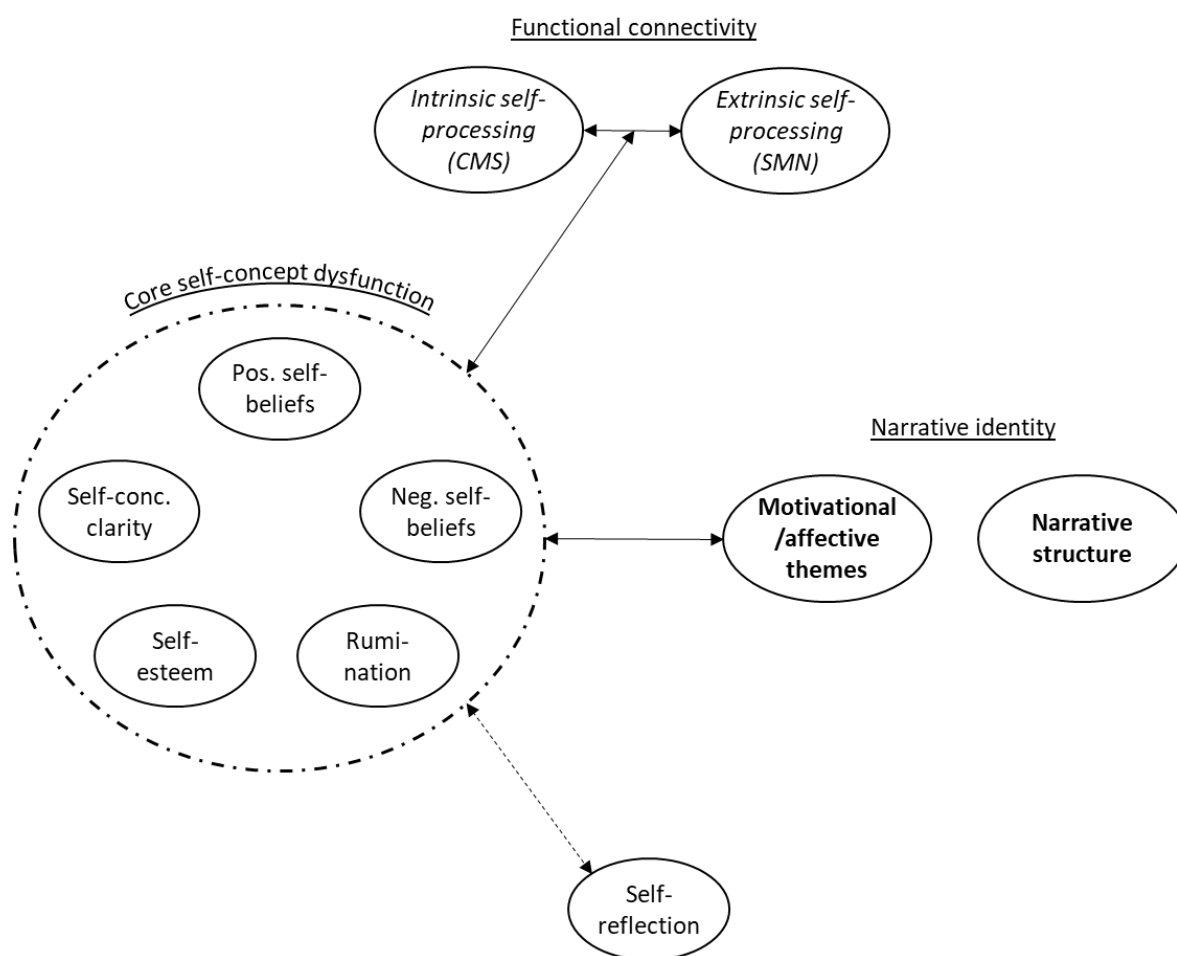 Functional connectivity
Intrinsic self-
processing
(CMS)
Extrinsic self-
processing
(SMN)
Core self-concept dysfunction
Pos. self-
beliefs
Self-conc.
clarity
Neg. self-
beliefs
Self-
esteem
Rumi-
nation
Narrative identity
Motivational
/affective
themes
Narrative
structure
Self-
reflection